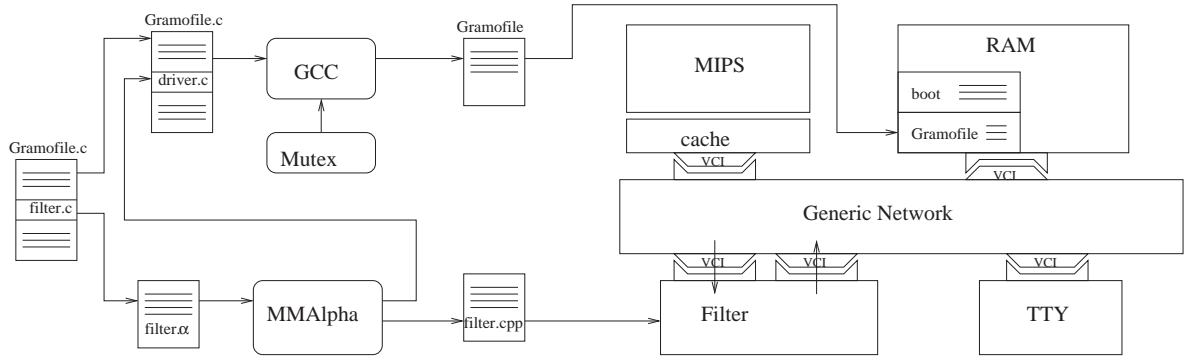 Gramofile.c
driver.c
GCC
Mutex
Gramofile
MIPS
cache
VCI
RAM
boot
Gramofile
VCI
Gramofile.c
filter.c
Generic Network
VCI
VCI
VCI
filter.α
MMAlpha
filter.cpp
Filter
TTY